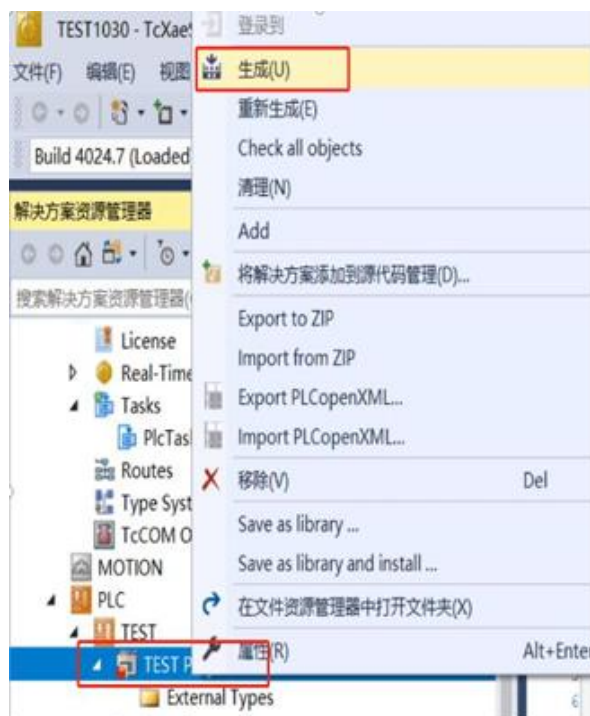 TEST1030 - TcXaeS
登录到
文件(F) 编辑(E) 视图
生成(U)
重新生成(E)
Build 4024.7 (Loaded
Check all objects
清理(N)
解决方案资源管理器
Add
将解决方案添加到源代码管理(D)...
搜索解决方案资源管理器(
Export to ZIP
License
Import from ZIP
Real-Time
Export PLCopenXML...
Tasks
Import PLCopenXML...
PlcTas
Routes
移除(V) Del
Type Syst
Save as library ...
TcCOM O
Save as library and install ...
MOTION
PLC
在文件资源管理器中打开文件夹(X)
TEST
属性(R) Alt+Enter
TEST P
External Types
6